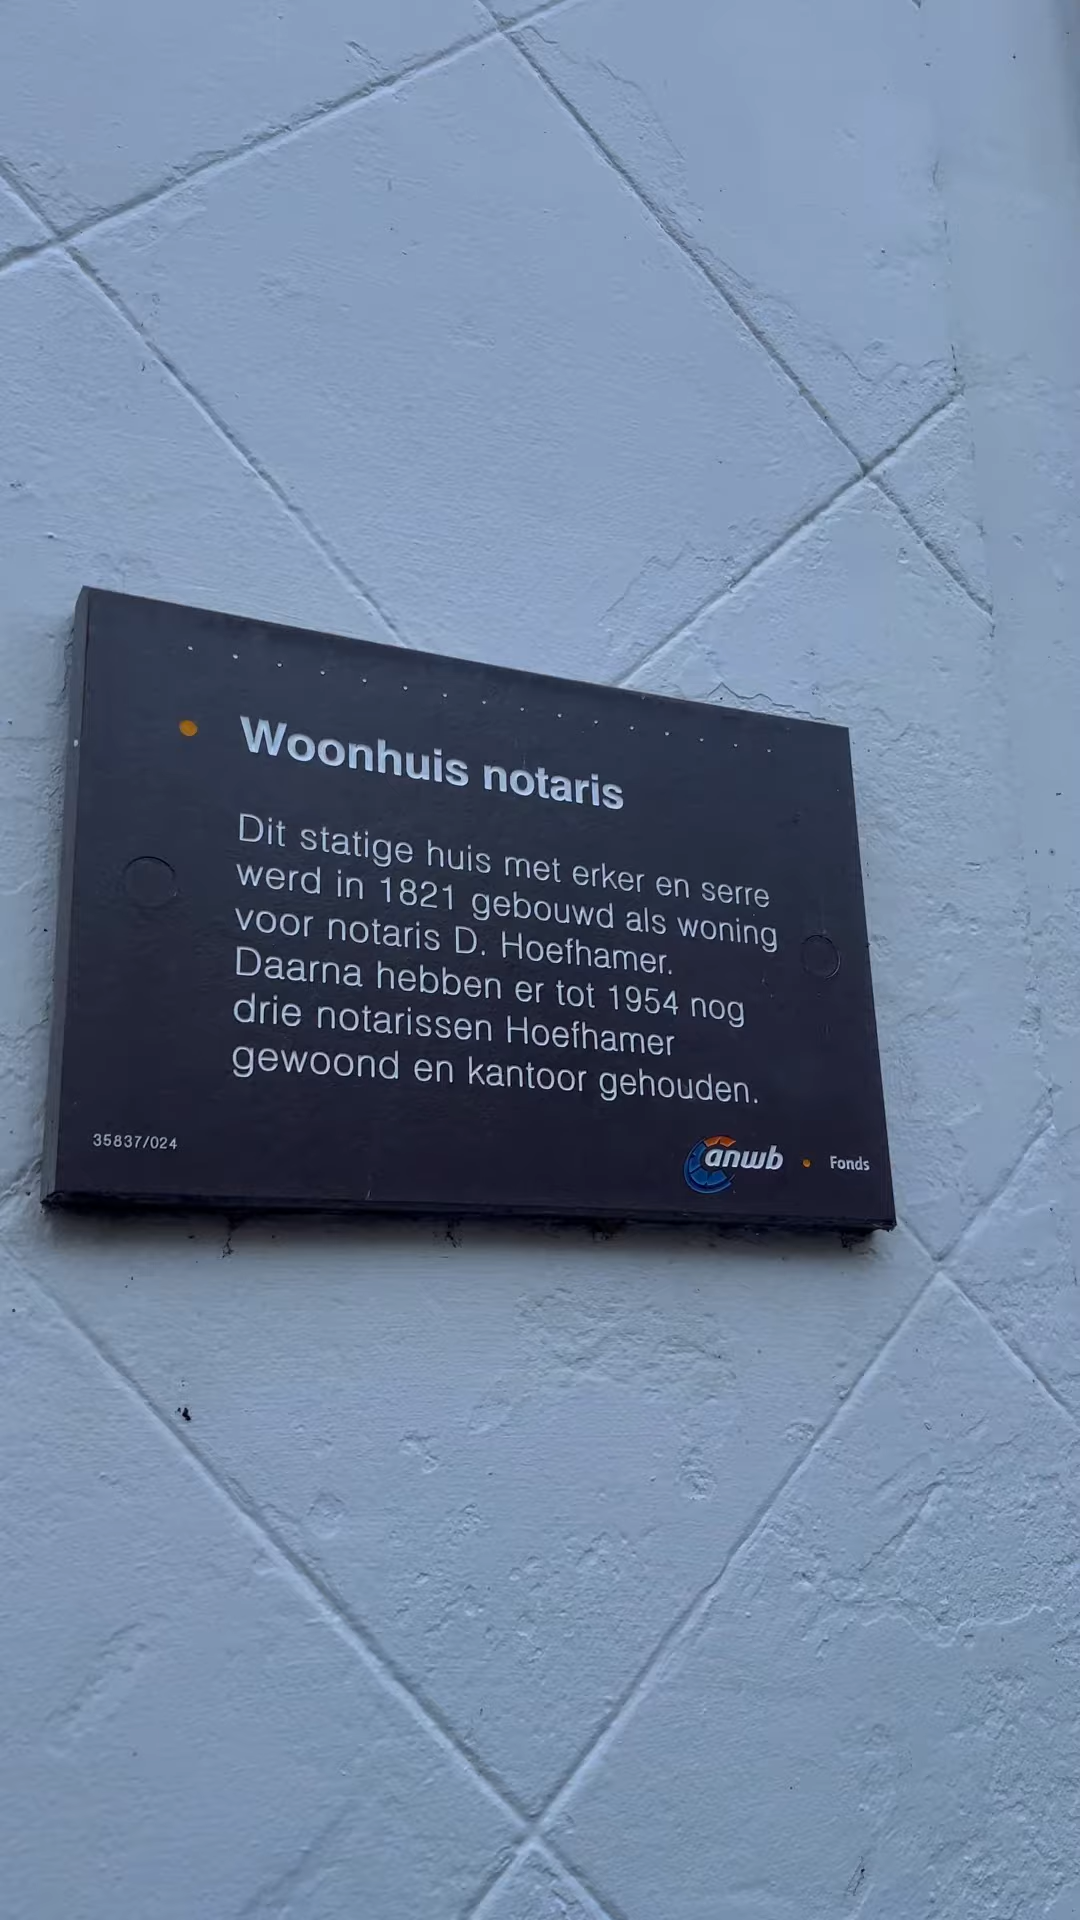 Woonhuis notaris
Dit statige huis met erker en serre
werd in 1821 gebouwd als woning
voor notaris D. Hoefhamer.
Daarna hebben er tot 1954 nog
drie notarissen Hoefhamer
gewoond en kantoor gehouden.
35837/024
anwb • Fonds